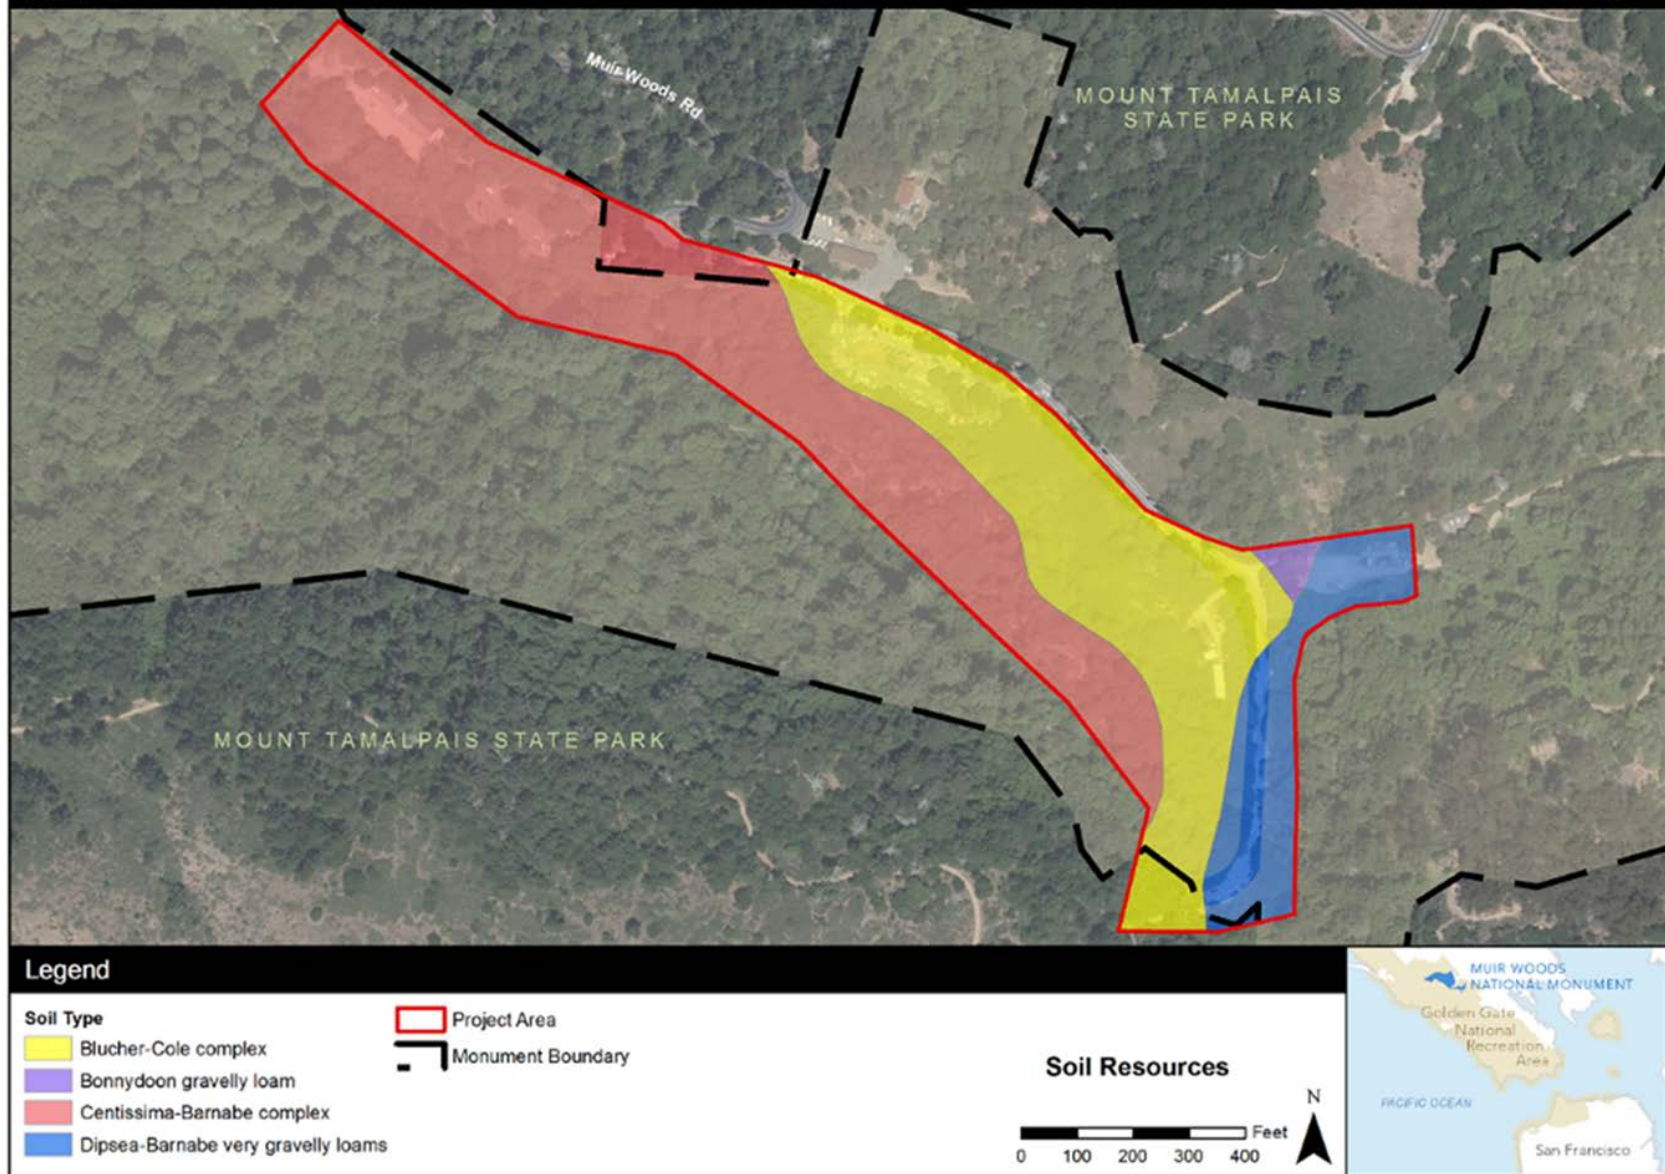 Muir Woods Rd
MOUNT TAMALPAIS
STATE PARK
MOUNT TAMALPAIS STATE PARK
Legend
Soil Type
Blucher-Cole complex
Bonnydoon gravelly loam
Centissima-Barnabe complex
Dipsea-Barnabe very gravelly loams
Project Area
Monument Boundary
Soil Resources
N
Feet
0 100 200 300 400
MUIR WOODS
NATIONAL MONUMENT
Golden Gate
National
Recreation
Area
PACIFIC OCEAN
San Francisco